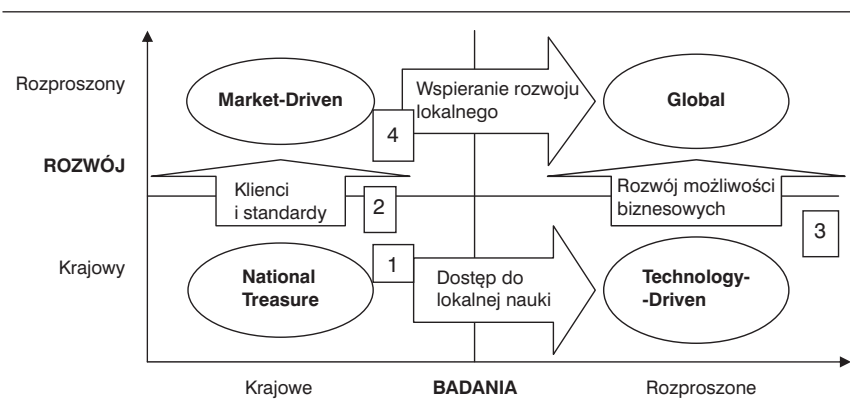 Rozproszony
Market-Driven
Wspieranie rozwoju
lokalnego
Global
4
ROZWÓJ
Klienci
i standardy
2
Rozwój możliwości
biznesowych
3
Krajowy
National
Treasure
1
Dostęp do
lokalnej nauki
Technology-
-Driven
Krajowe
BADANIA
Rozproszone